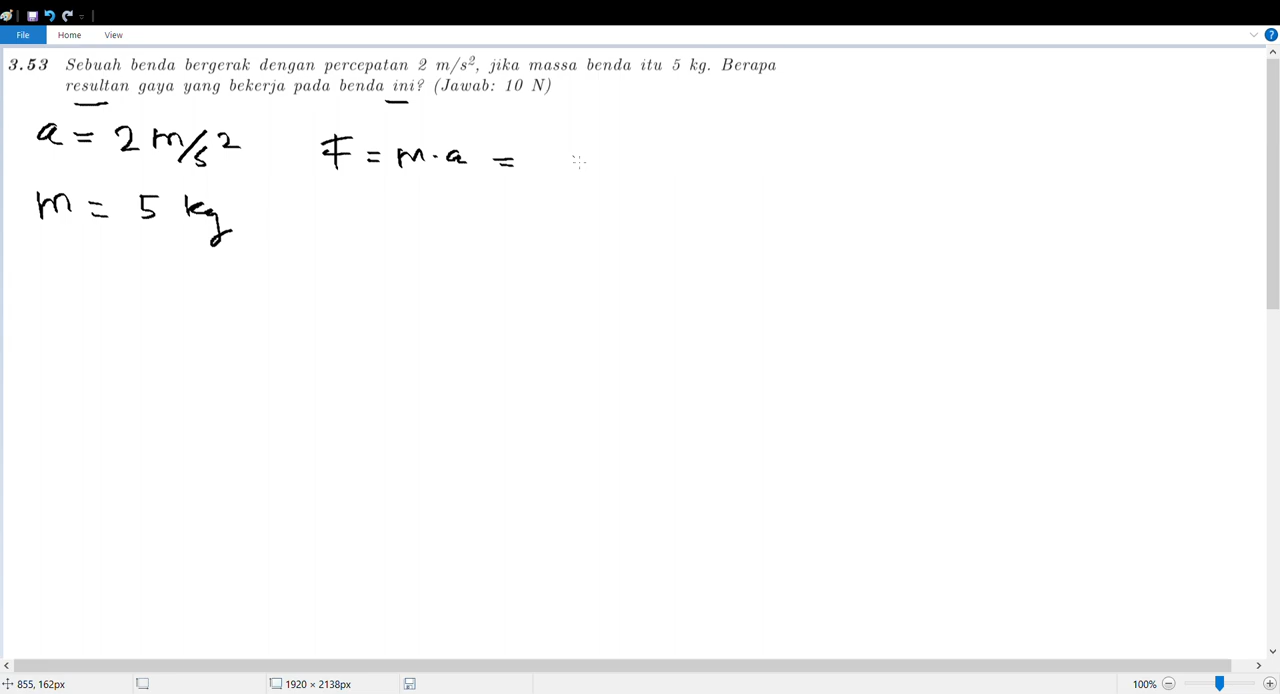 File Home View
3.53 Sebuah benda bergerak dengan percepatan 2 m/s², jika massa benda itu 5 kg. Berapa
resultan gaya yang bekerja pada benda ini? (Jawab: 10 N)
a = 2 m/s² F = m · a =
m = 5 kg
855, 162px 1920 × 2138px 100%